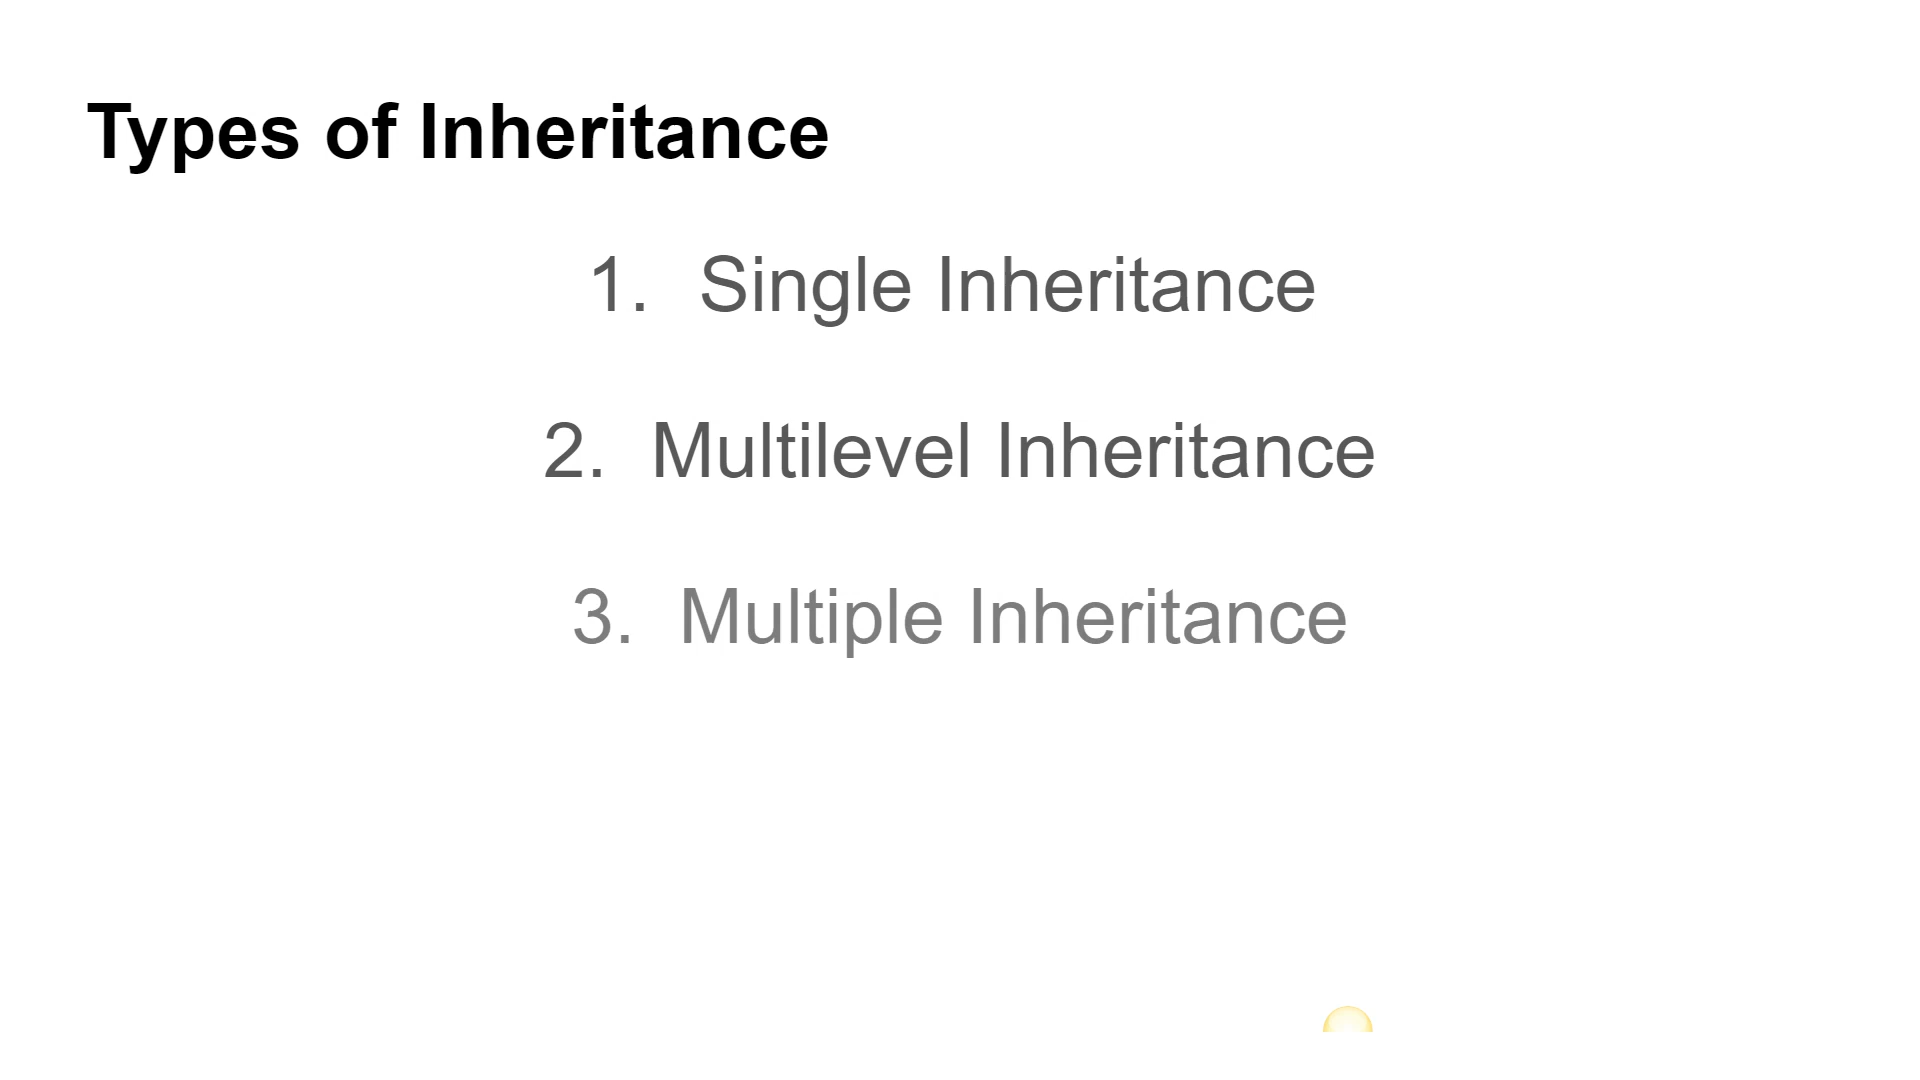 Types of Inheritance
1. Single Inheritance
2. Multilevel Inheritance
3. Multiple Inheritance